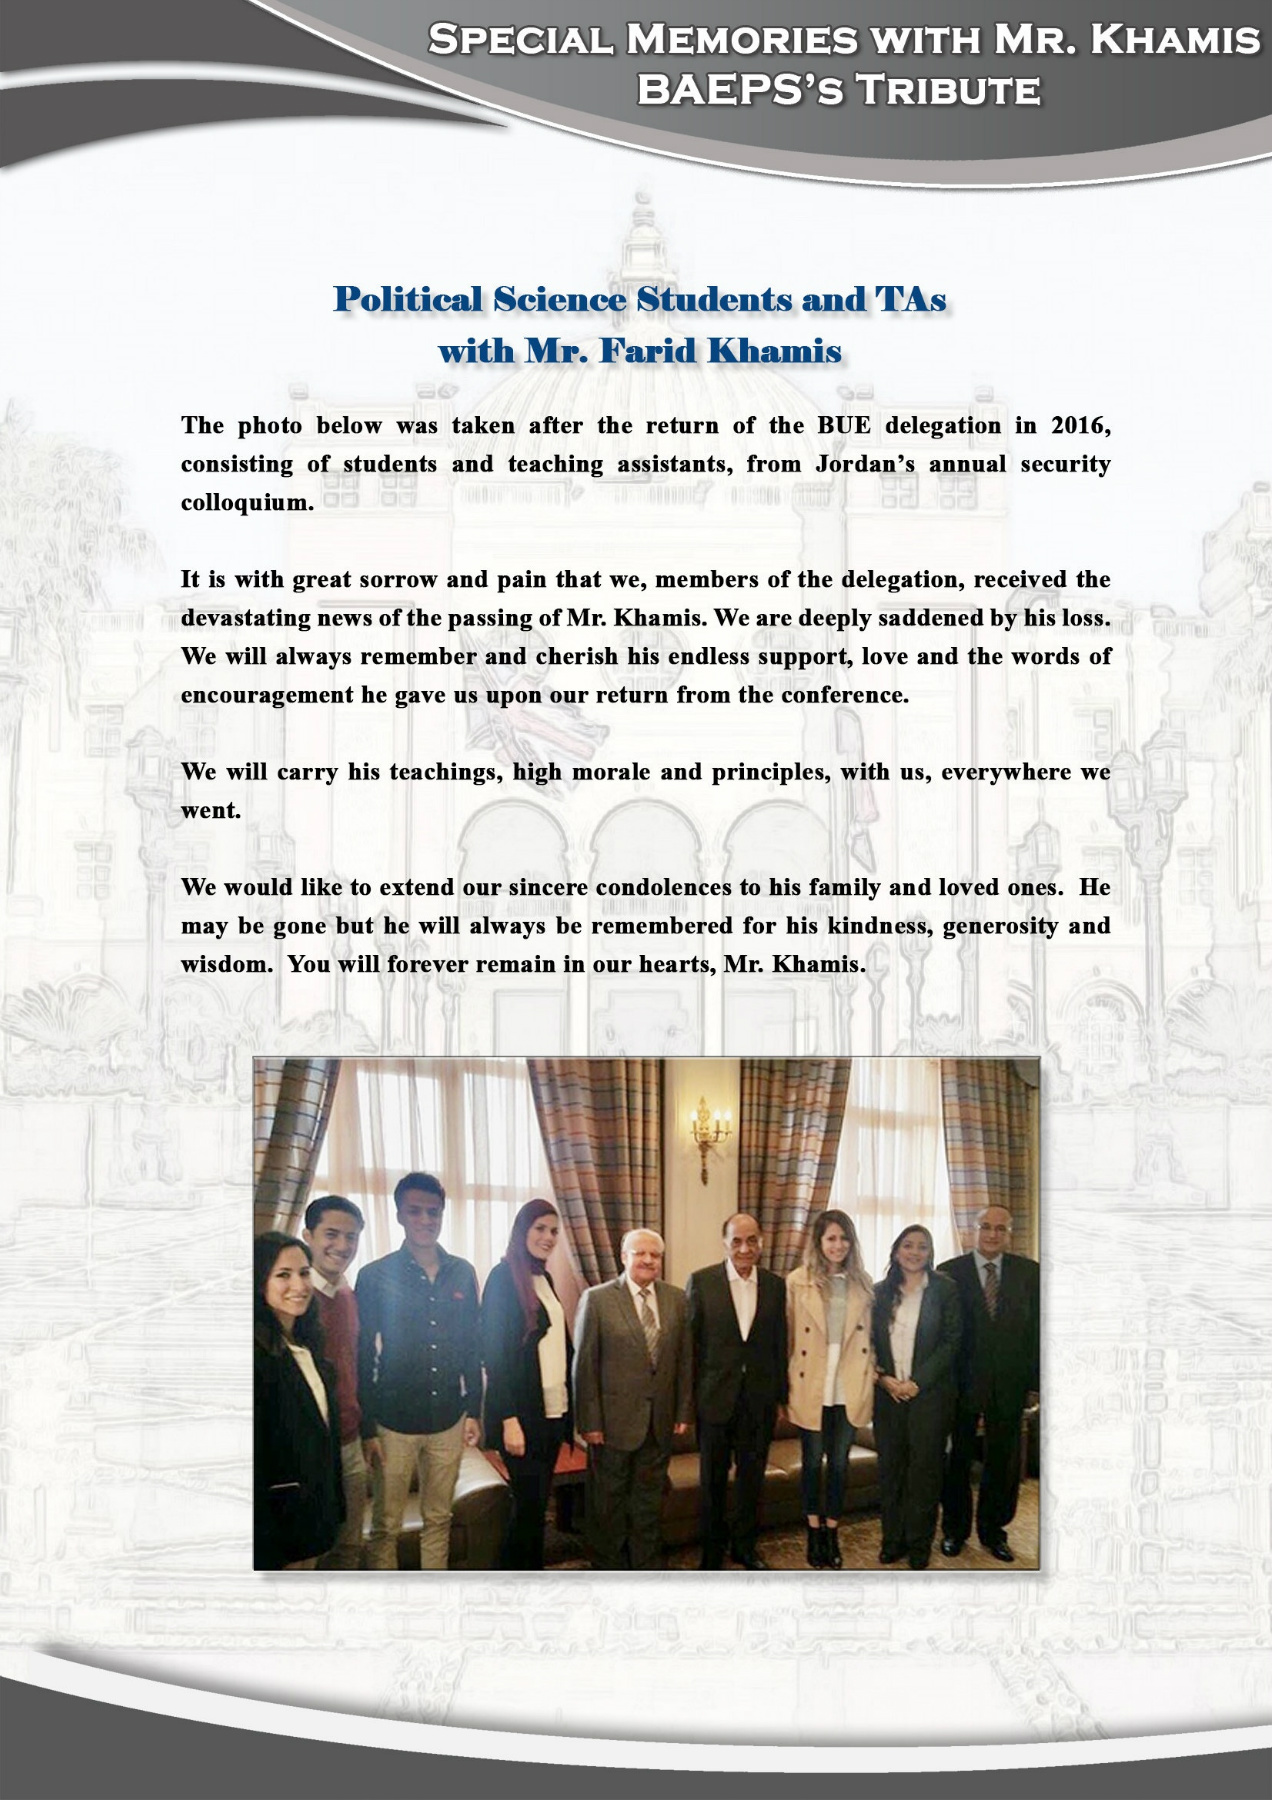 Special Memories with Mr. Khamis
BAEPS's Tribute
Political Science Students and TAs
with Mr. Farid Khamis
The photo below was taken after the return of the BUE delegation in 2016,
consisting of students and teaching assistants, from Jordan's annual security
colloquium.
It is with great sorrow and pain that we, members of the delegation, received the
devastating news of the passing of Mr. Khamis. We are deeply saddened by his loss.
We will always remember and cherish his endless support, love and the words of
encouragement he gave us upon our return from the conference.
We will carry his teachings, high morale and principles, with us, everywhere we
went.
We would like to extend our sincere condolences to his family and loved ones.  He
may be gone but he will always be remembered for his kindness, generosity and
wisdom.  You will forever remain in our hearts, Mr. Khamis.